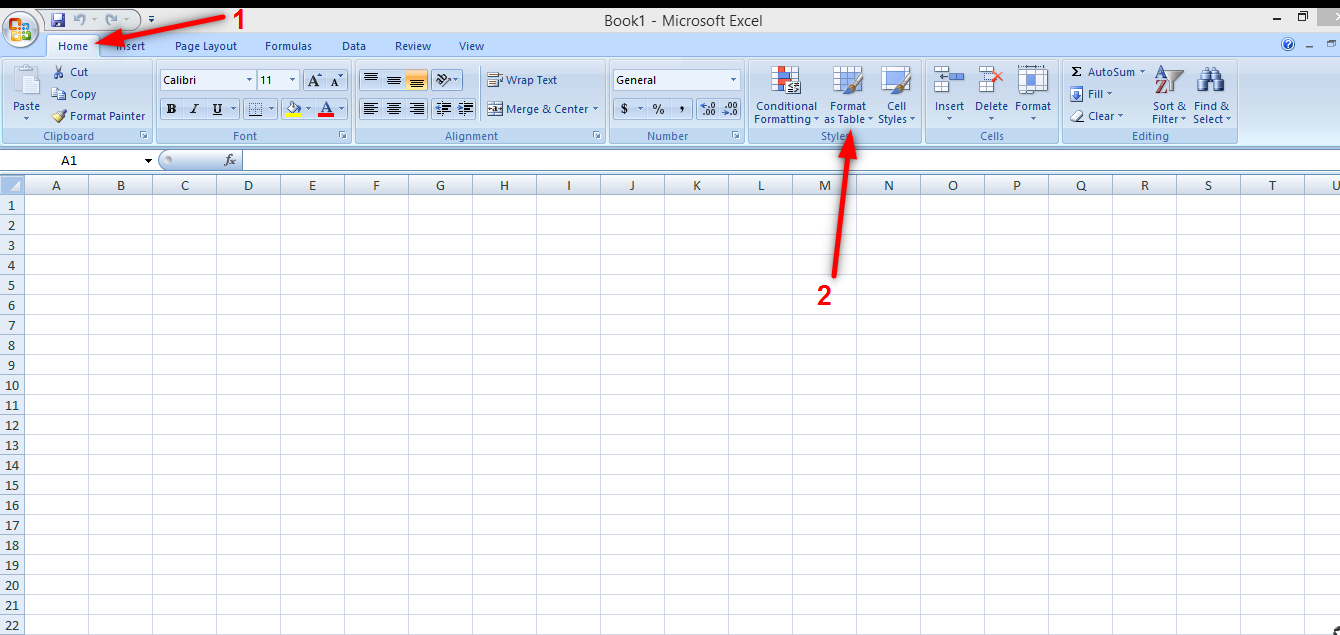 Book1 - Microsoft Excel
1
Home Insert Page Layout Formulas Data Review View
Paste
Cut
Copy
Format Painter
Clipboard
Calibri 11
B I U
Font
Wrap Text
Merge & Center
Alignment
General
$ % ,
Number
Conditional Formatting
Format as Table
Cell Styles
Styles
Insert Delete Format
Cells
Σ AutoSum
Fill
Clear
Sort & Filter
Find & Select
Editing
A1 fx
A B C D E F G H I J K L M N O P Q R S T U
1
2
3
4
5
2
6
7
8
9
10
11
12
13
14
15
16
17
18
19
20
21
22